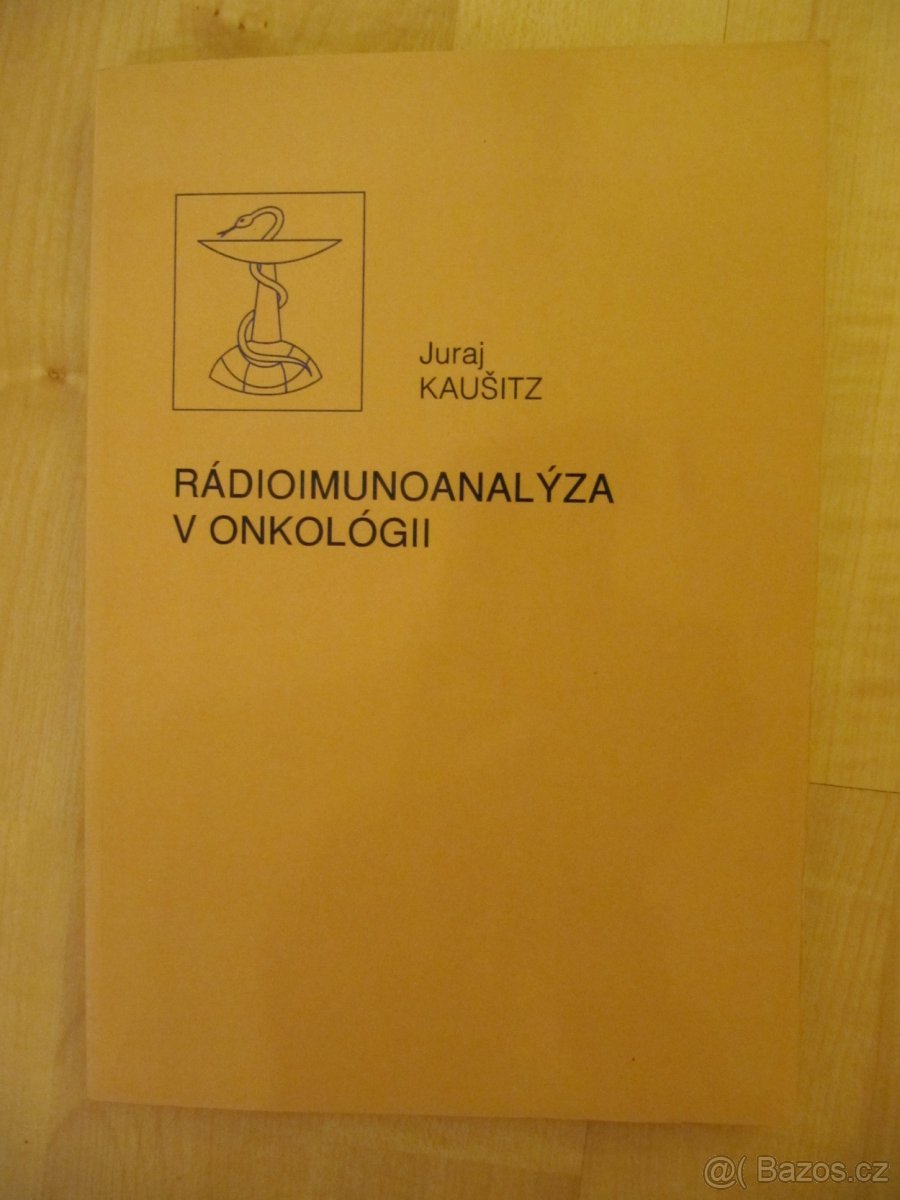 Juraj
KAUŠITZ
RÁDIOIMUNOANALÝZA
V ONKOLÓGII
@( Bazos.cz